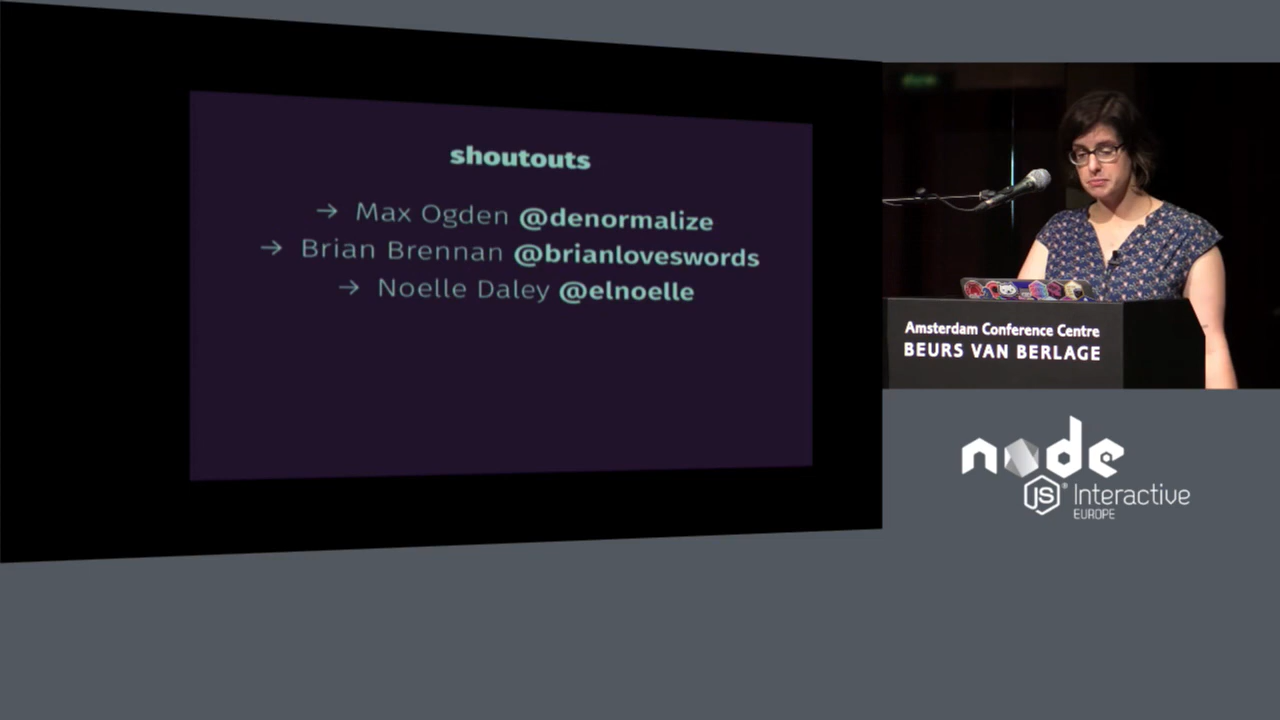 shoutouts
→ Max Ogden @denormalize
→ Brian Brennan @brianloveswords
→ Noelle Daley @elnoelle
Amsterdam Conference Centre
BEURS VAN BERLAGE
node
JS® Interactive
EUROPE